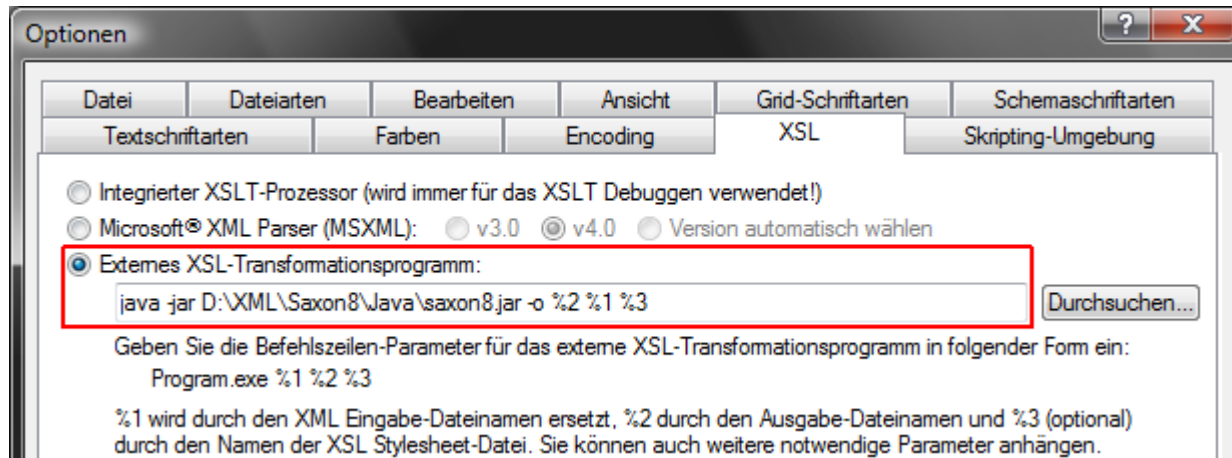 Optionen
Datei Dateiarten Bearbeiten Ansicht Grid-Schriftarten Schemaschriftarten
Textschriftarten Farben Encoding XSL Skripting-Umgebung
Integrierter XSLT-Prozessor (wird immer für das XSLT Debuggen verwendet!)
Microsoft® XML Parser (MSXML): v3.0 v4.0 Version automatisch wählen
Externes XSL-Transformationsprogramm:
java -jar D:\XML\Saxon8\Java\saxon8.jar -o %2 %1 %3 Durchsuchen...
Geben Sie die Befehlszeilen-Parameter für das externe XSL-Transformationsprogramm in folgender Form ein:
Program.exe %1 %2 %3
%1 wird durch den XML Eingabe-Dateinamen ersetzt, %2 durch den Ausgabe-Dateinamen und %3 (optional)
durch den Namen der XSL Stylesheet-Datei. Sie können auch weitere notwendige Parameter anhängen.